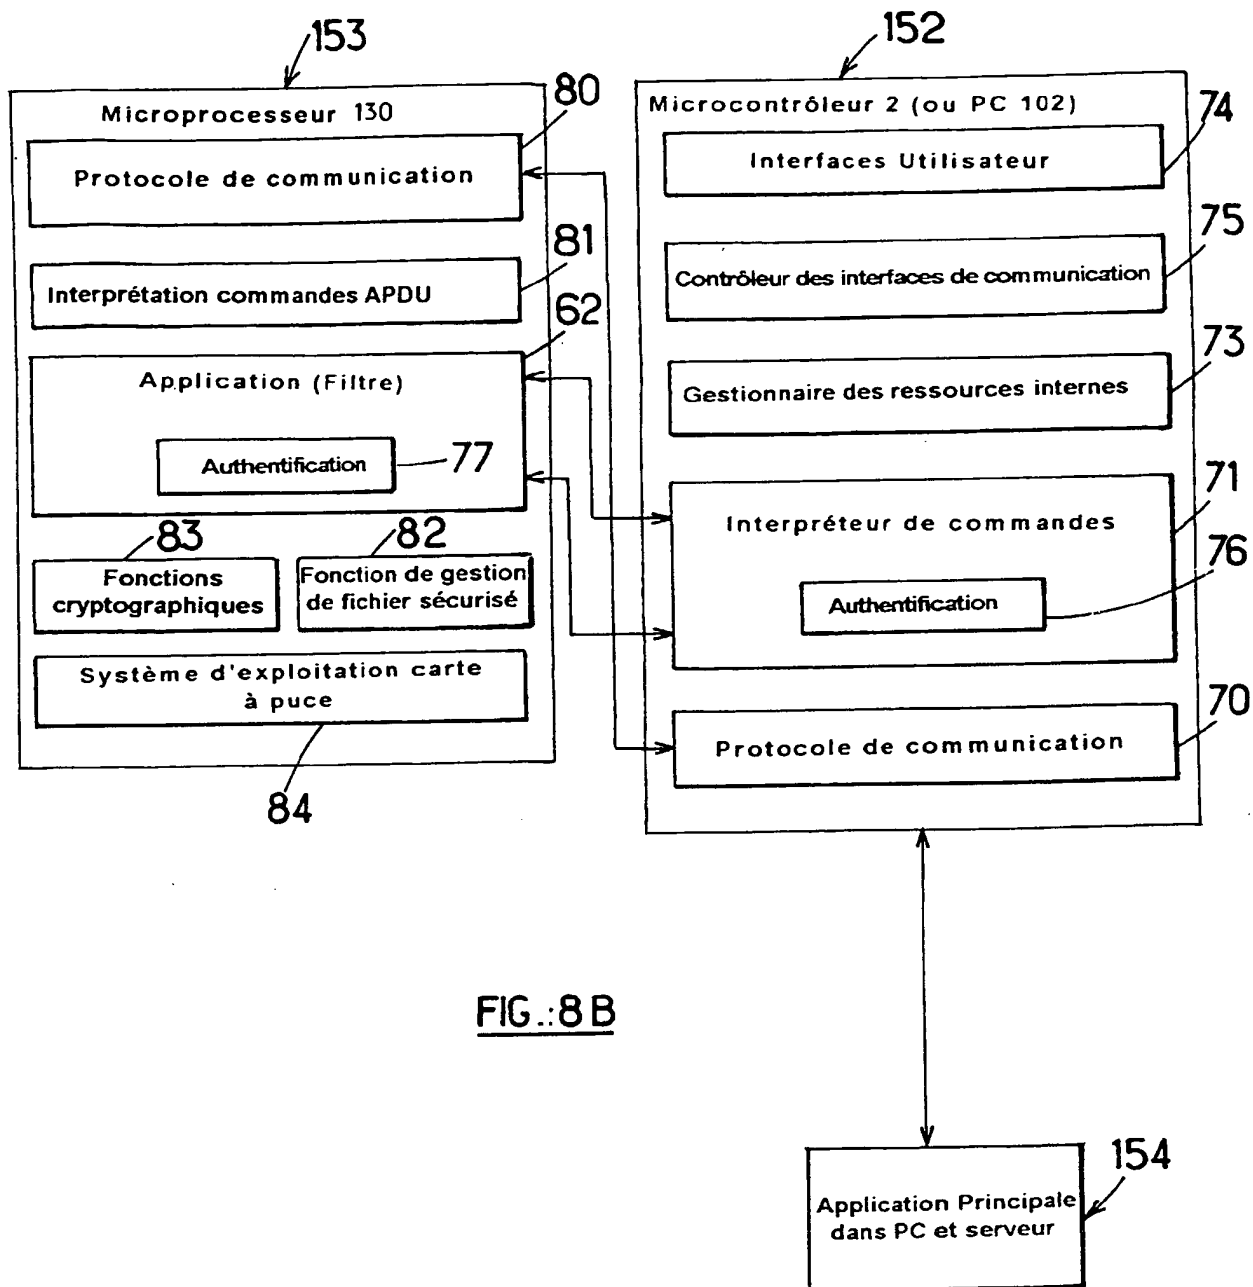 153
Microprocesseur 130
80
Protocole de communication
81
Interprétation commandes APDU
62
Application (Filtre)
Authentification
77
83
Fonctions
cryptographiques
82
Fonction de gestion
de fichier sécurisé
Système d'exploitation carte
à puce
84
152
Microcontrôleur 2 (ou PC 102)
74
Interfaces Utilisateur
75
Contrôleur des interfaces de communication
73
Gestionnaire des ressources internes
71
Interpréteur de commandes
76
Authentification
70
Protocole de communication
FIG.:8B
154
Application Principale
dans PC et serveur